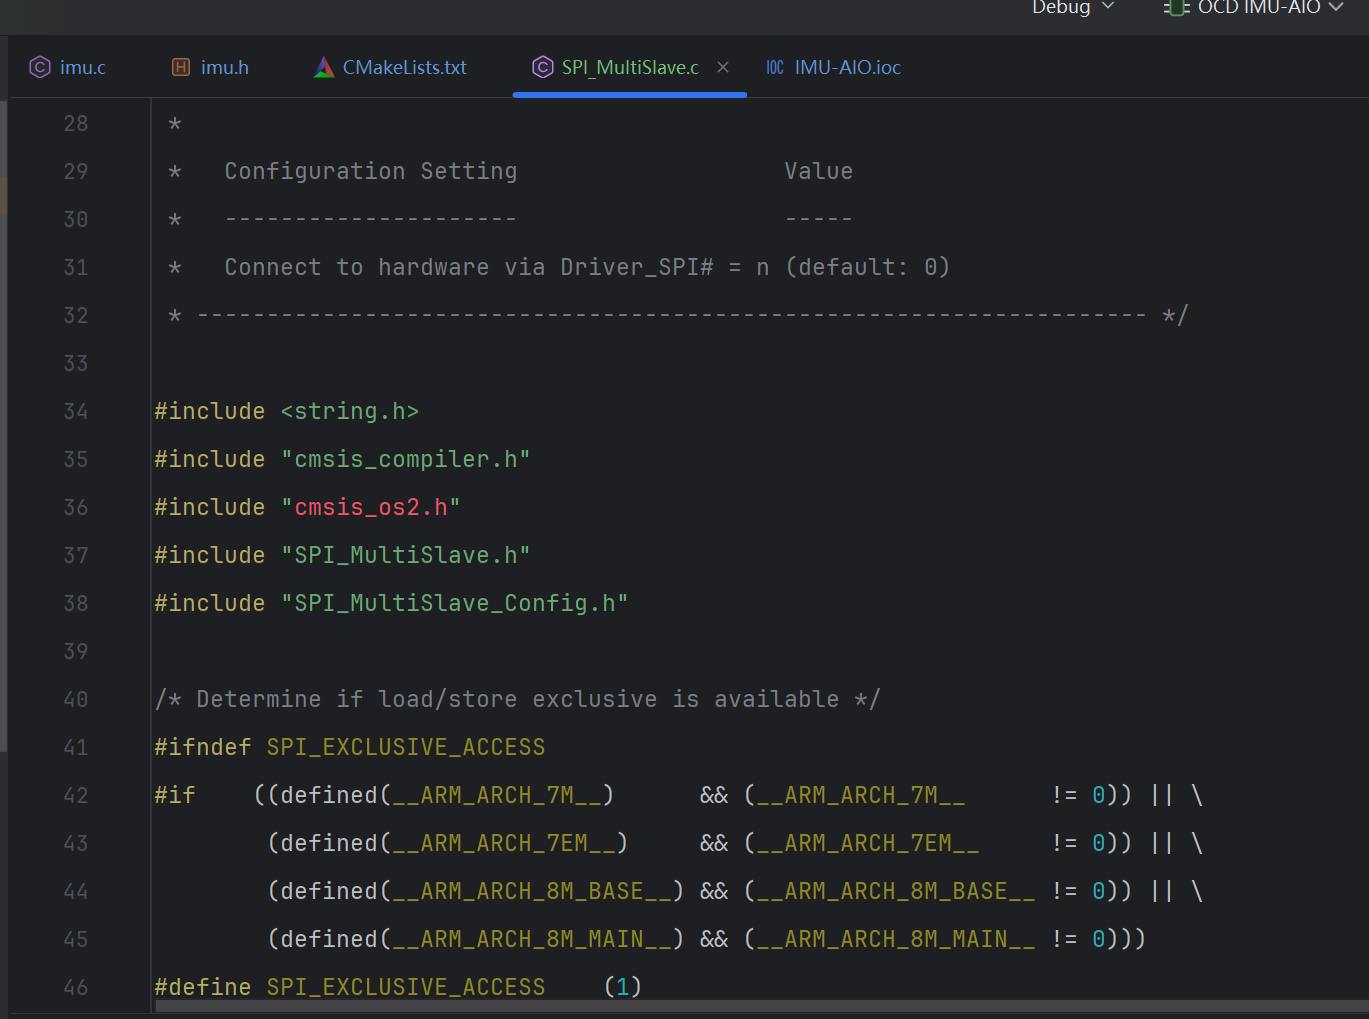 Debug OCD IMU-AIO
imu.c imu.h CMakeLists.txt SPI_MultiSlave.c IOC IMU-AIO.ioc
28 *
29 * Configuration Setting Value
30 * --------------------- -----
31 * Connect to hardware via Driver_SPI# = n (default: 0)
32 * -------------------------------------------------------------------- */
33
34 #include <string.h>
35 #include "cmsis_compiler.h"
36 #include "cmsis_os2.h"
37 #include "SPI_MultiSlave.h"
38 #include "SPI_MultiSlave_Config.h"
39
40 /* Determine if load/store exclusive is available */
41 #ifndef SPI_EXCLUSIVE_ACCESS
42 #if ((defined(__ARM_ARCH_7M__) && (__ARM_ARCH_7M__ != 0)) || \
43 (defined(__ARM_ARCH_7EM__) && (__ARM_ARCH_7EM__ != 0)) || \
44 (defined(__ARM_ARCH_8M_BASE__) && (__ARM_ARCH_8M_BASE__ != 0)) || \
45 (defined(__ARM_ARCH_8M_MAIN__) && (__ARM_ARCH_8M_MAIN__ != 0)))
46 #define SPI_EXCLUSIVE_ACCESS (1)